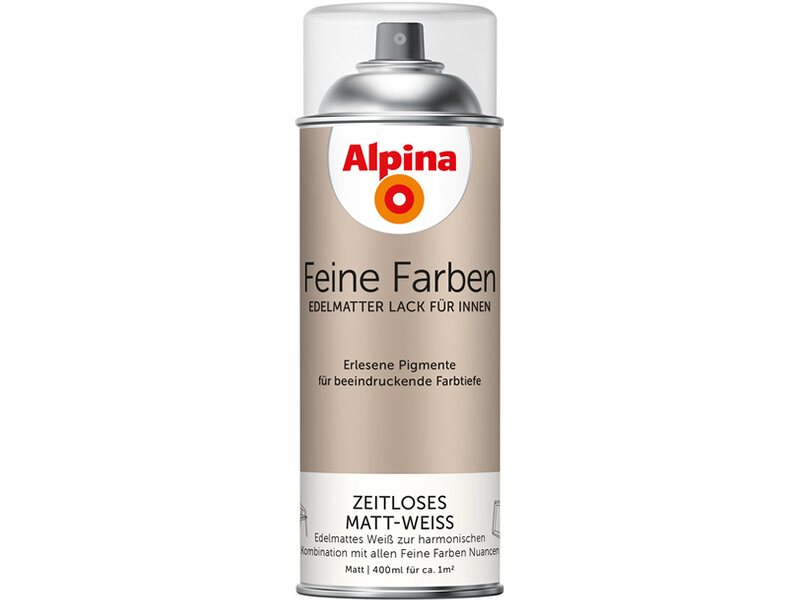 Alpina
Feine Farben
EDELMATTER LACK FÜR INNEN
Erlesene Pigmente
für beeindruckende Farbtiefe
ZEITLOSES
MATT-WEISS
Edelmattes Weiß zur harmonischen
Kombination mit allen Feine Farben Nuancen
Matt | 400ml für ca. 1m²